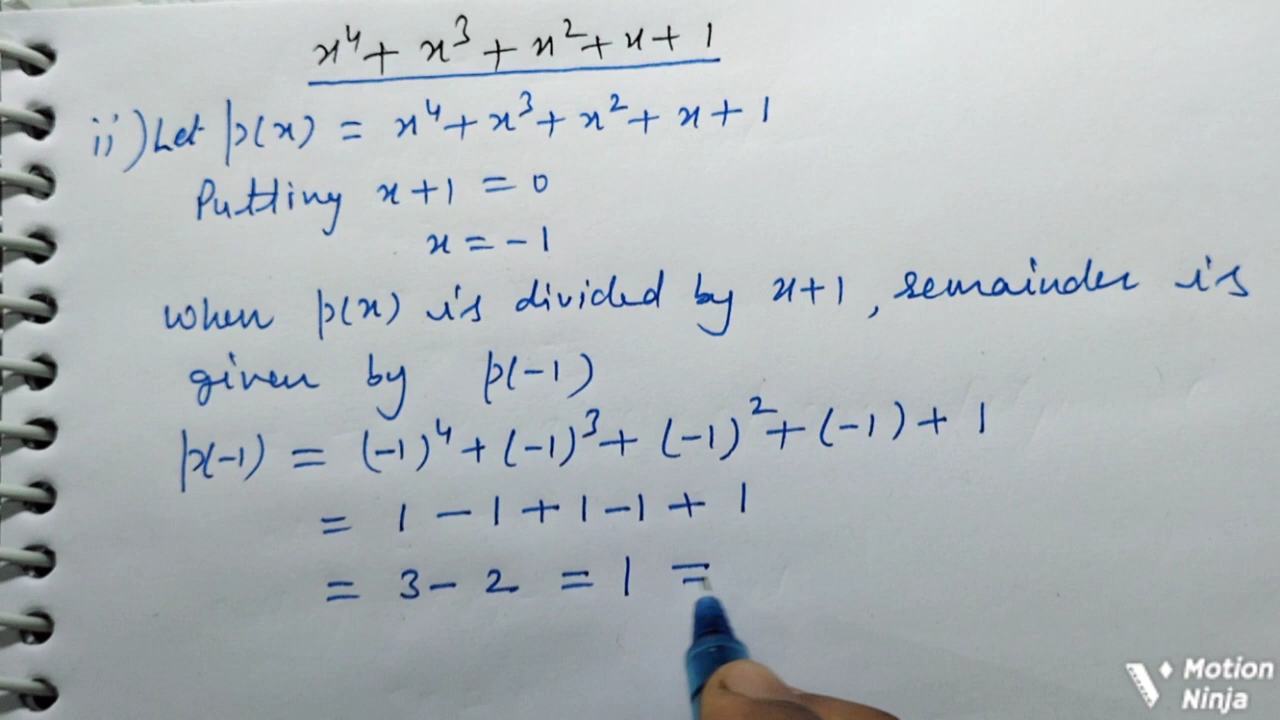 x⁴ + x³ + x² + x + 1
ii) Let p(x) = x⁴ + x³ + x² + x + 1
Putting x + 1 = 0
x = -1
when p(x) is divided by x+1, remainder is
given by p(-1)
p(-1) = (-1)⁴ + (-1)³ + (-1)² + (-1) + 1
= 1 - 1 + 1 - 1 + 1
= 3 - 2 = 1 =
Motion
Ninja